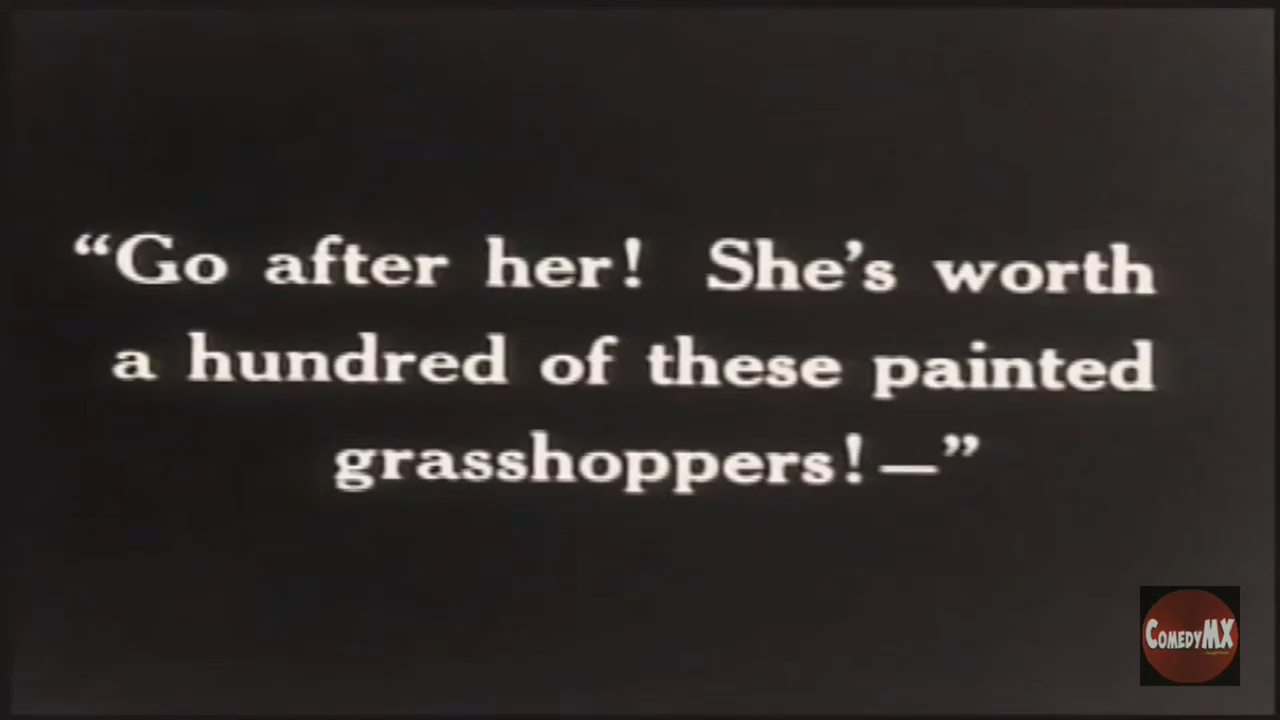 “Go after her! She’s worth
a hundred of these painted
grasshoppers!—”
COMEDYMX